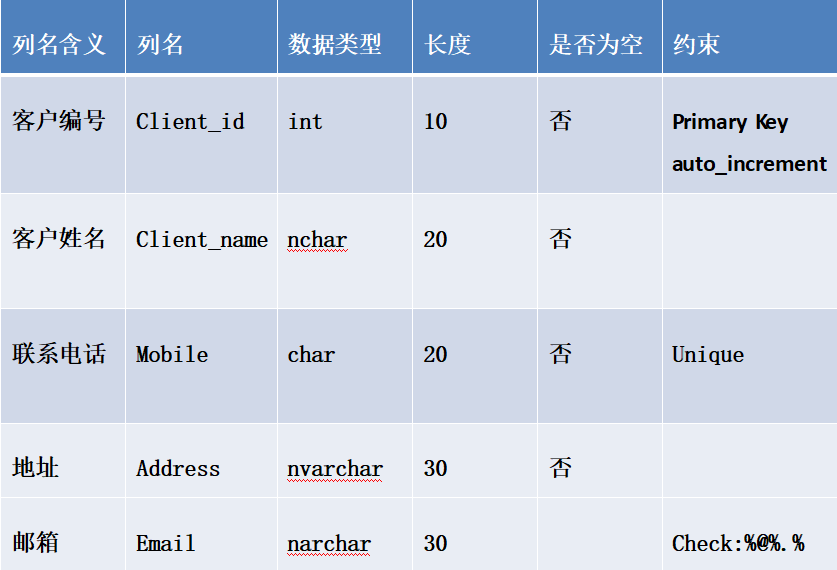 列名含义 列名 数据类型 长度 是否为空 约束
客户编号 Client_id int 10 否 Primary Key
auto_increment
客户姓名 Client_name nchar 20 否
联系电话 Mobile char 20 否 Unique
地址 Address nvarchar 30 否
邮箱 Email narchar 30 Check:%@%.%